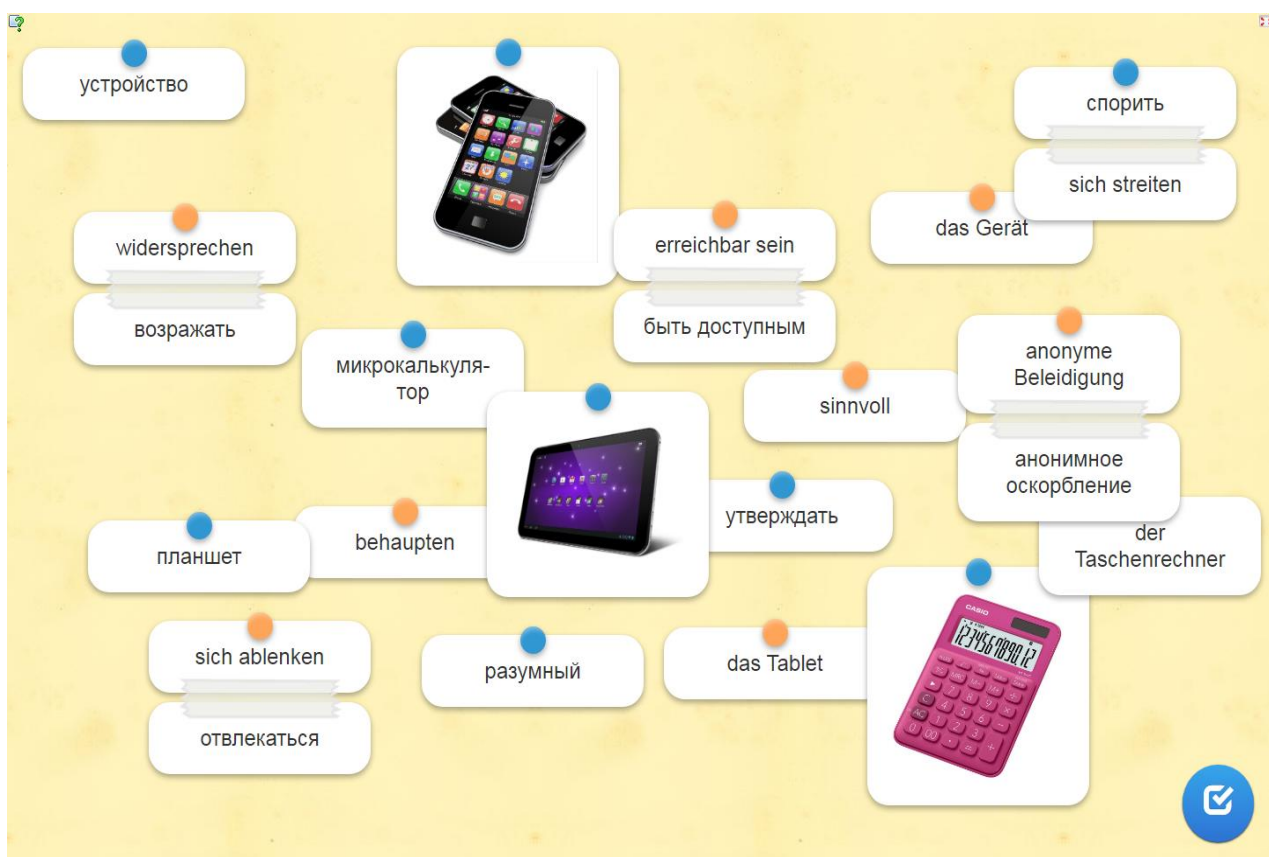 устройство
спорить
sich streiten
das Gerät
widersprechen
возражать
erreichbar sein
быть доступным
микрокалькуля-
тор
sinnvoll
anonyme
Beleidigung
анонимное
оскорбление
утверждать
behaupten
планшет
der
Taschenrechner
sich ablenken
отвлекаться
разумный
das Tablet
CASIO